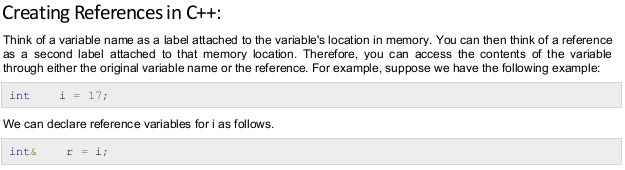 Creating References in C++:
Think of a variable name as a label attached to the variable's location in memory. You can then think of a reference
as a second label attached to that memory location. Therefore, you can access the contents of the variable
through either the original variable name or the reference. For example, suppose we have the following example:
int    i = 17;
We can declare reference variables for i as follows.
int&    r = i;